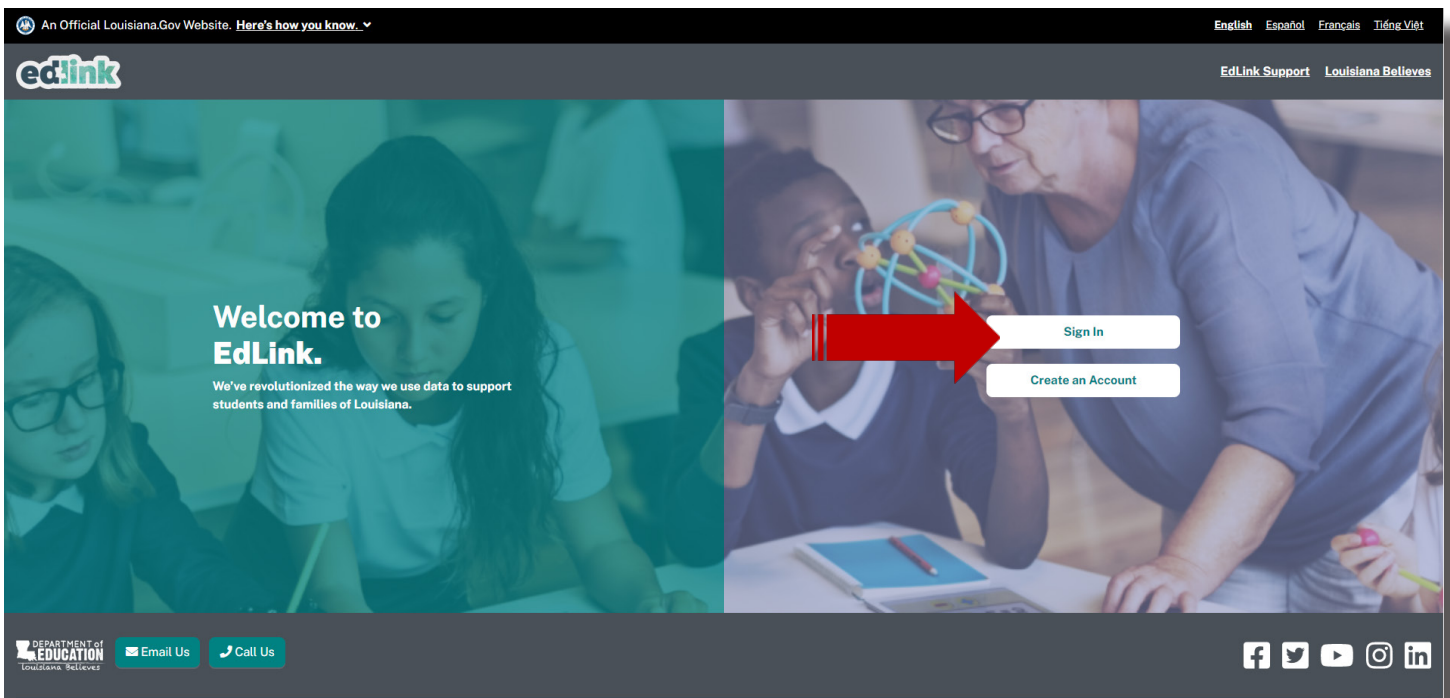 An Official Louisiana.Gov Website. Here's how you know.
English Español Français Tiếng Việt
edlink
EdLink Support Louisiana Believes
Welcome to
EdLink.
We've revolutionized the way we use data to support
students and families of Louisiana.
Sign In
Create an Account
DEPARTMENT of
EDUCATION
Louisiana Believes
Email Us
Call Us